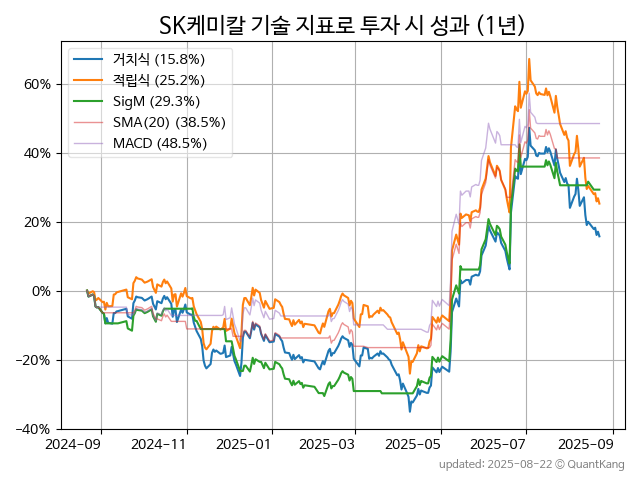 SK케미칼 기술 지표로 투자 시 성과 (1년)
거치식 (15.8%)
적립식 (25.2%)
SigM (29.3%)
SMA(20) (38.5%)
MACD (48.5%)
60%
40%
20%
0%
−20%
−40%
2024-09 2024-11 2025-01 2025-03 2025-05 2025-07 2025-09
updated: 2025-08-22 © QuantKang